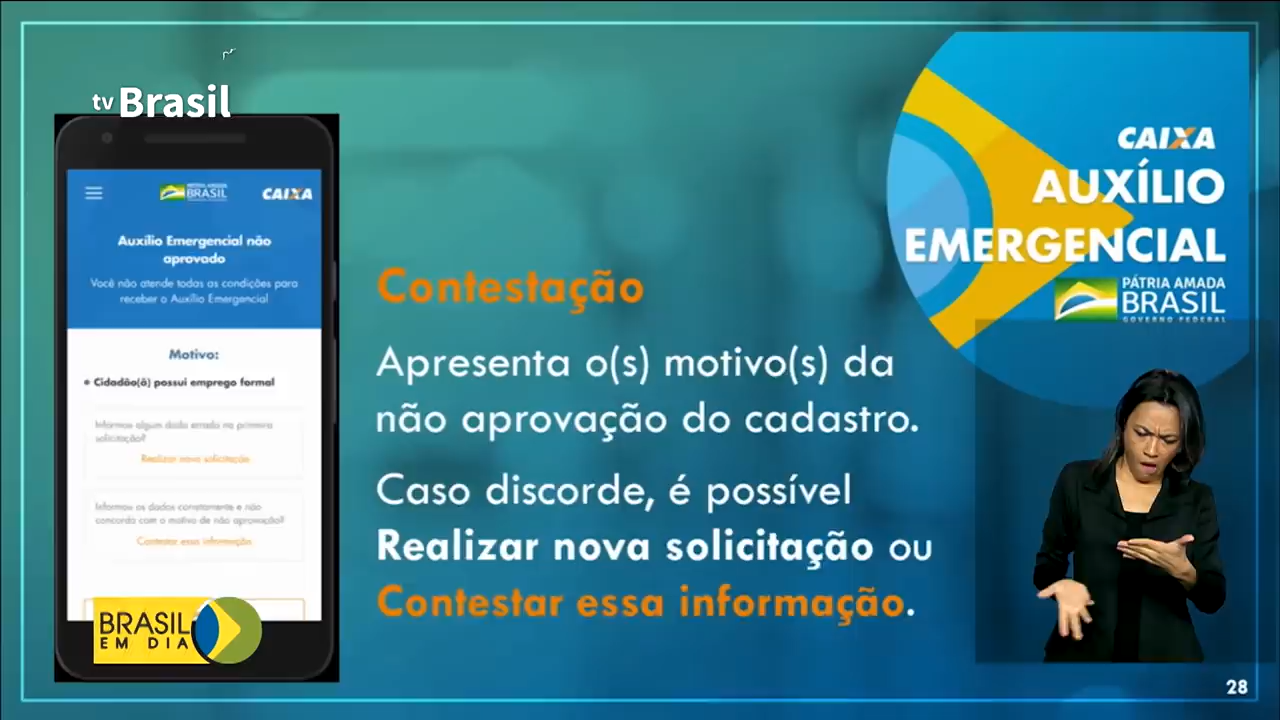 tv Brasil
PÁTRIA AMADA
BRASIL
CAIXA
Auxílio Emergencial não
aprovado
Você não atende todas as condições para
receber o Auxílio Emergencial
Motivo:
• Cidadão(ã) possui emprego formal
Informou algum dado errado na primeira
solicitação?
Realizar nova solicitação
Informou os dados corretamente e não
concorda com o motivo de não aprovação?
Contestar essa informação
BRASIL
EM DIA
Contestação
Apresenta o(s) motivo(s) da
não aprovação do cadastro.
Caso discorde, é possível
Realizar nova solicitação ou
Contestar essa informação.
CAIXA
AUXÍLIO
EMERGENCIAL
PÁTRIA AMADA
BRASIL
GOVERNO FEDERAL
28